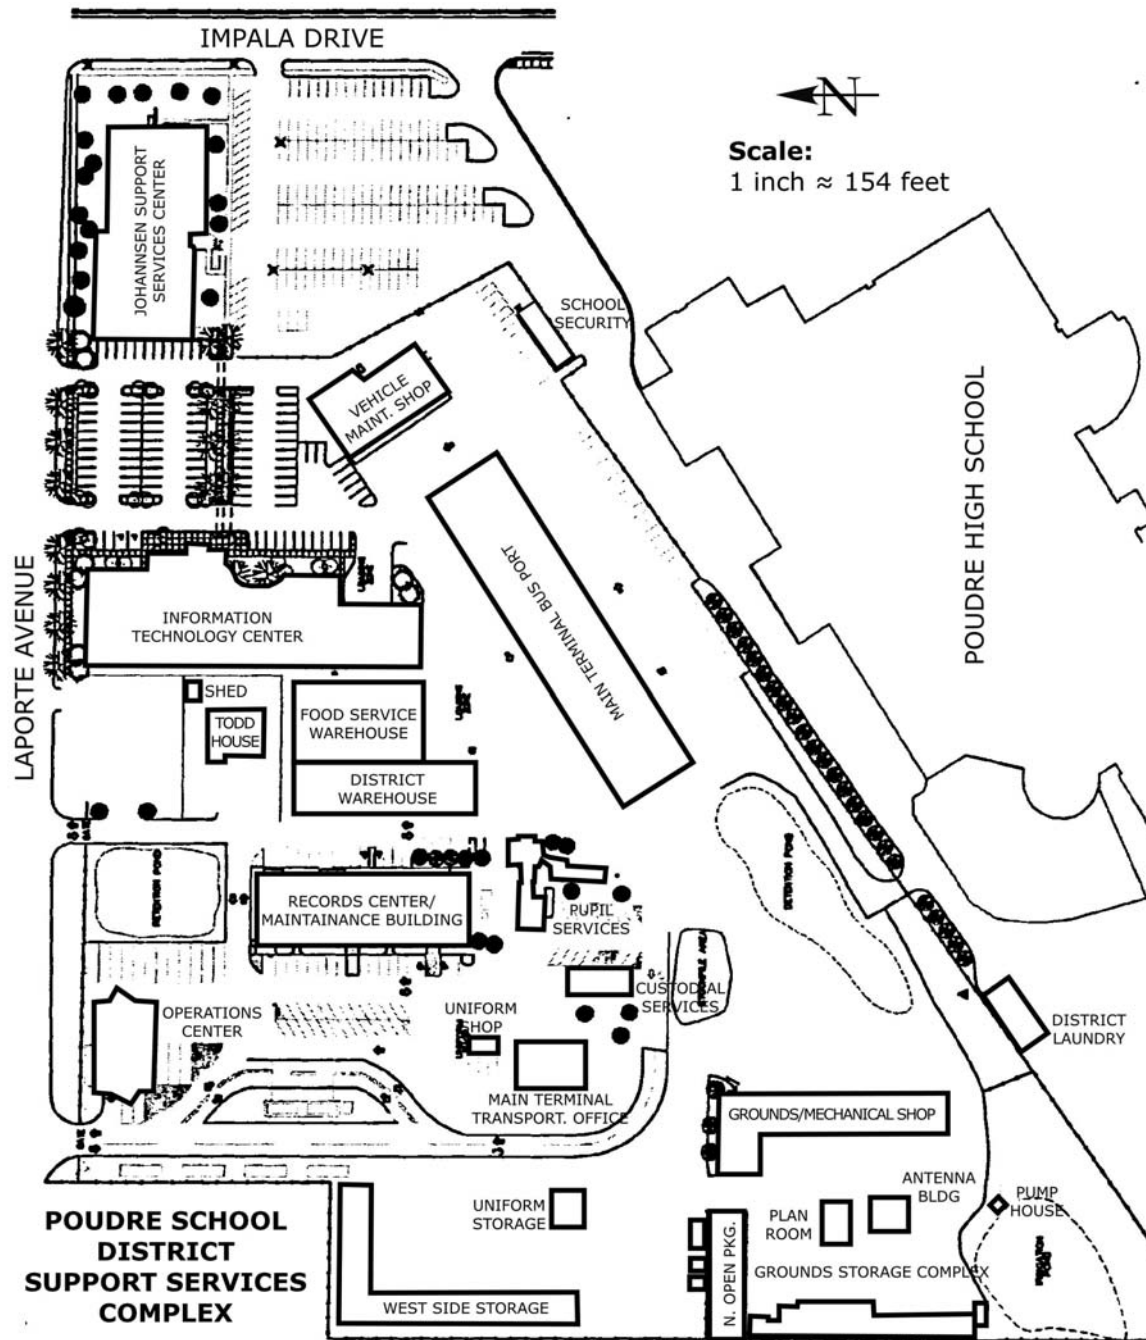 IMPALA DRIVE
N
Scale:
1 inch ≈ 154 feet
JOHANNSEN SUPPORT
SERVICES CENTER
SCHOOL
SECURITY
VEHICLE
MAINT. SHOP
POUDRE HIGH SCHOOL
MAIN TERMINAL BUS PORT
LAPORTE AVENUE
INFORMATION
TECHNOLOGY CENTER
SHED
TODD
HOUSE
FOOD SERVICE
WAREHOUSE
DISTRICT
WAREHOUSE
DETENTION POND
DETENTION POND
RECORDS CENTER/
MAINTAINANCE BUILDING
PUPIL
SERVICES
CUSTODIAL
SERVICES
OPERATIONS
CENTER
UNIFORM
SHOP
DISTRICT
LAUNDRY
MAIN TERMINAL
TRANSPORT. OFFICE
GROUNDS/MECHANICAL SHOP
ANTENNA
BLDG
PUMP
HOUSE
PLAN
ROOM
UNIFORM
STORAGE
N. OPEN PKG.
GROUNDS STORAGE COMPLEX
WEST SIDE STORAGE
POUDRE SCHOOL
DISTRICT
SUPPORT SERVICES
COMPLEX